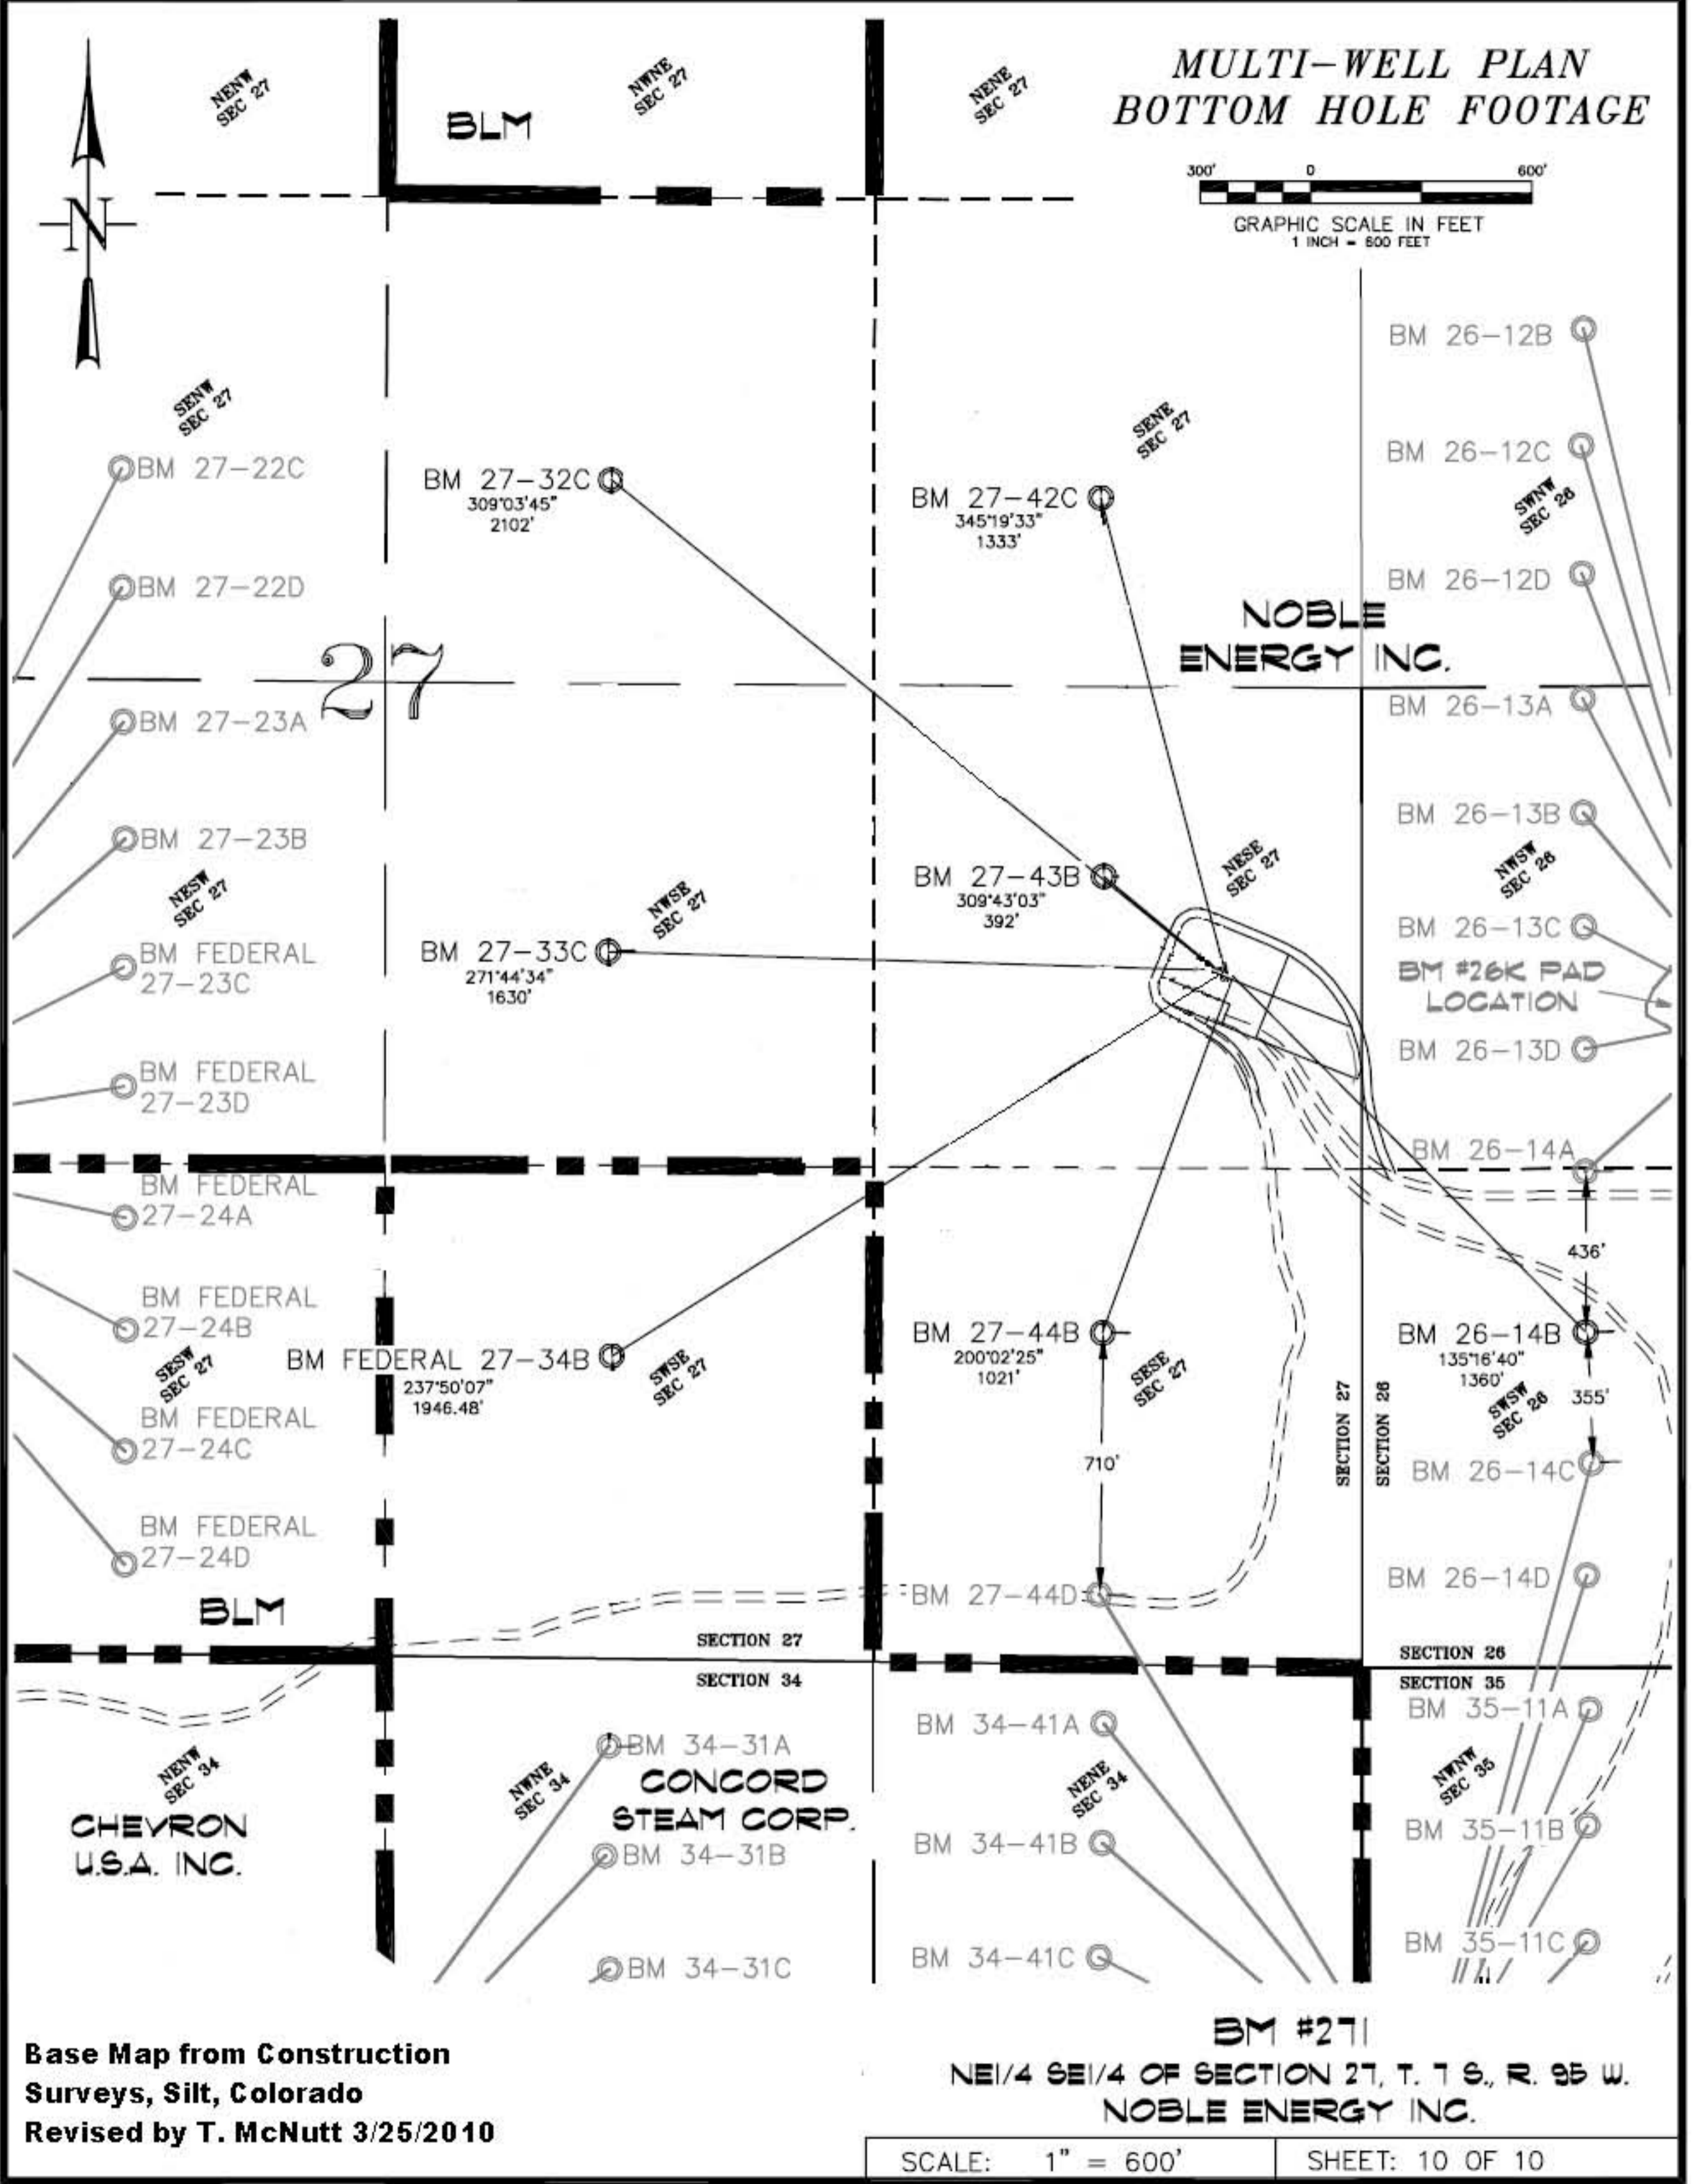 MULTI-WELL PLAN
BOTTOM HOLE FOOTAGE
300' 0 600'
GRAPHIC SCALE IN FEET
1 INCH = 600 FEET
N
NENW
SEC 27
BLM
NWNE
SEC 27
NENE
SEC 27
BM 26-12B
SENW
SEC 27
SENE
SEC 27
BM 27-22C
BM 27-32C
309°03'45"
2102'
BM 27-42C
345°19'33"
1333'
BM 26-12C
SWNW
SEC 26
BM 27-22D
BM 26-12D
NOBLE
ENERGY INC.
27
BM 27-23A
BM 26-13A
BM 27-23B
BM 26-13B
NESW
SEC 27
NWSE
SEC 27
BM 27-43B
309°43'03"
392'
NESE
SEC 27
NWSW
SEC 26
BM FEDERAL
27-23C
BM 27-33C
271°44'34"
1630'
BM 26-13C
BM #26K PAD
LOCATION
BM FEDERAL
27-23D
BM 26-13D
BM 26-14A
BM FEDERAL
27-24A
436'
BM FEDERAL
27-24B
SESW
SEC 27
BM FEDERAL 27-34B
237°50'07"
1946.48'
SWSE
SEC 27
BM 27-44B
200°02'25"
1021'
SESE
SEC 27
BM 26-14B
135°16'40"
1360'
SWSW
SEC 26
355'
SECTION 27
SECTION 26
BM FEDERAL
27-24C
710'
BM 26-14C
BM FEDERAL
27-24D
BM 27-44D
BM 26-14D
BLM
SECTION 27
SECTION 34
SECTION 26
SECTION 35
BM 34-31A
BM 34-41A
BM 35-11A
NENW
SEC 34
NWNE
SEC 34
CONCORD
STEAM CORP.
NENE
SEC 34
NWNW
SEC 35
CHEVRON
U.S.A. INC.
BM 34-31B
BM 34-41B
BM 35-11B
BM 34-31C
BM 34-41C
BM 35-11C
BM #27I
NE1/4 SE1/4 OF SECTION 27, T. 7 S., R. 95 W.
NOBLE ENERGY INC.
Base Map from Construction
Surveys, Silt, Colorado
Revised by T. McNutt 3/25/2010
SCALE: 1" = 600' SHEET: 10 OF 10